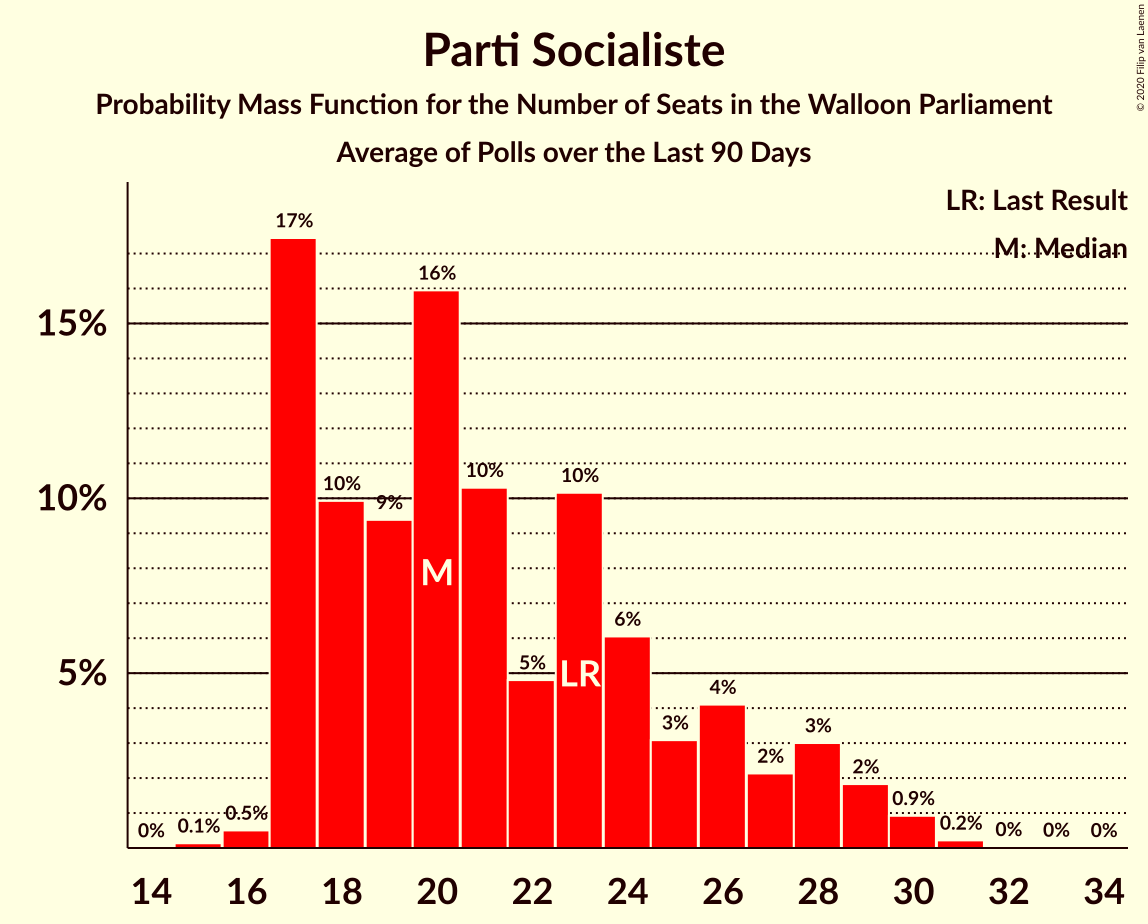 Parti Socialiste
Probability Mass Function for the Number of Seats in the Walloon Parliament
Average of Polls over the Last 90 Days
© 2020 Filip van Laenen
LR: Last Result
M: Median
15%
10%
5%
0%
0.1%
0.5%
17%
10%
9%
16%
10%
5%
10%
6%
3%
4%
2%
3%
2%
0.9%
0.2%
0%
0%
0%
M
LR
14 16 18 20 22 24 26 28 30 32 34